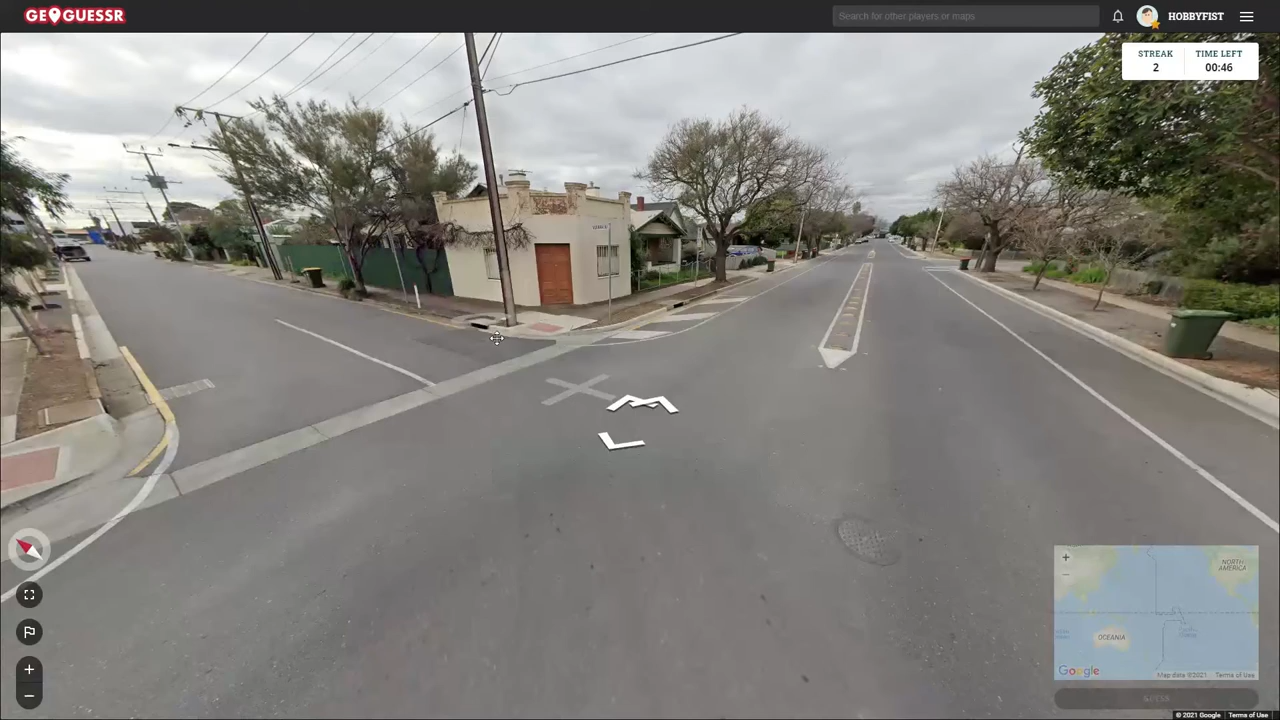 GEOGUESSR
Search for other players or maps
HOBBYFIST
STREAK
TIME LEFT
2
00:46
NORTH
AMERICA
OCEANIA
Google
Map data ©2021
Terms of Use
© 2021 Google
Terms of Use